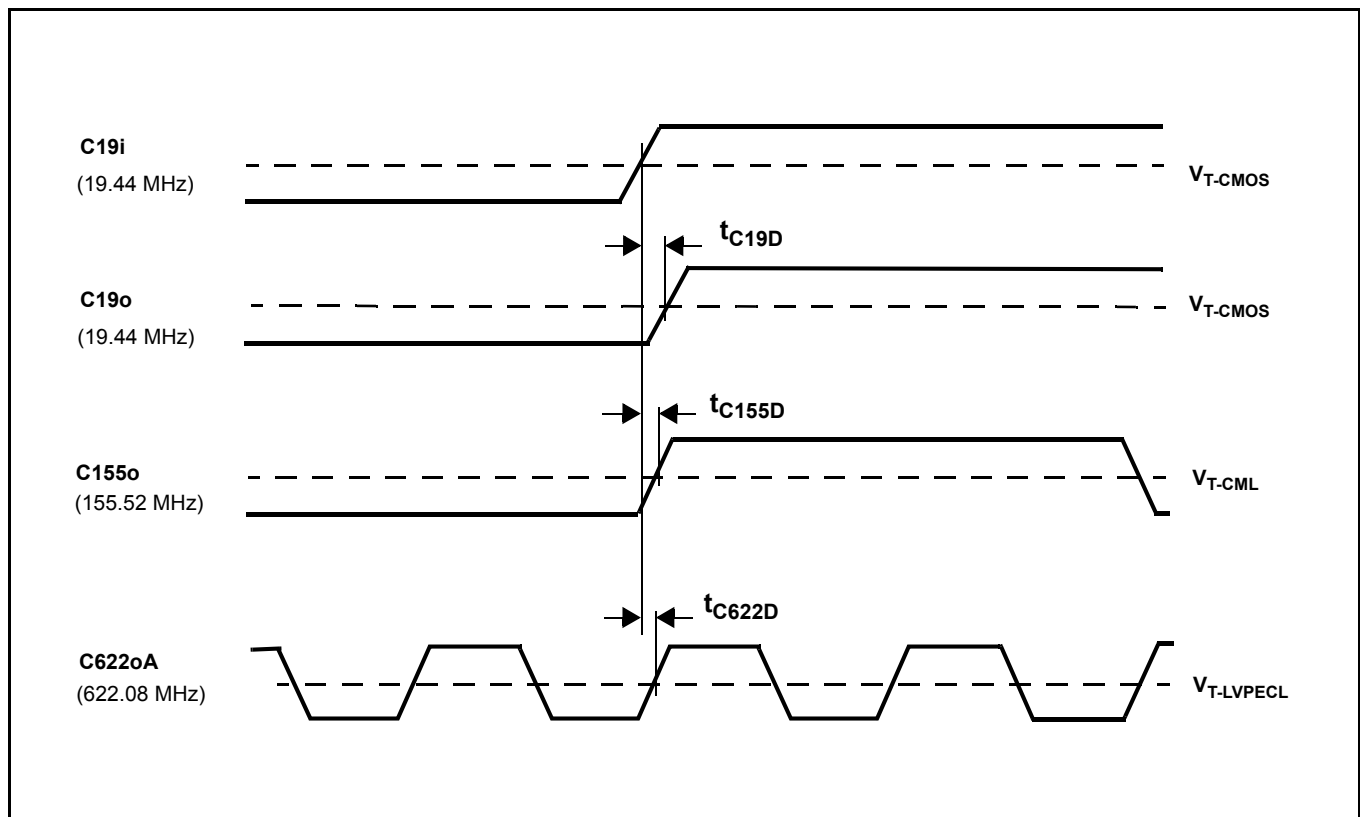 C19i
(19.44 MHz)
VT-CMOS
tC19D
C19o
(19.44 MHz)
VT-CMOS
tC155D
C155o
(155.52 MHz)
VT-CML
tC622D
C622oA
(622.08 MHz)
VT-LVPECL